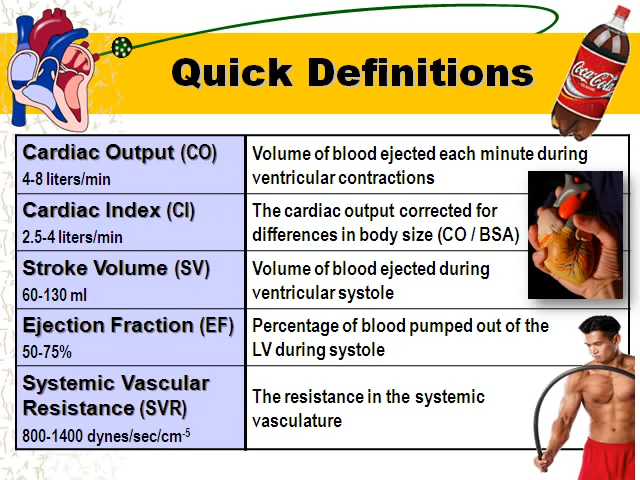 Quick Definitions
Coca-Cola
Cardiac Output (CO)
4-8 liters/min
Volume of blood ejected each minute during
ventricular contractions
Cardiac Index (CI)
2.5-4 liters/min
The cardiac output corrected for
differences in body size (CO / BSA)
Stroke Volume (SV)
60-130 ml
Volume of blood ejected during
ventricular systole
Ejection Fraction (EF)
50-75%
Percentage of blood pumped out of the
LV during systole
Systemic Vascular
Resistance (SVR)
800-1400 dynes/sec/cm-5
The resistance in the systemic
vasculature